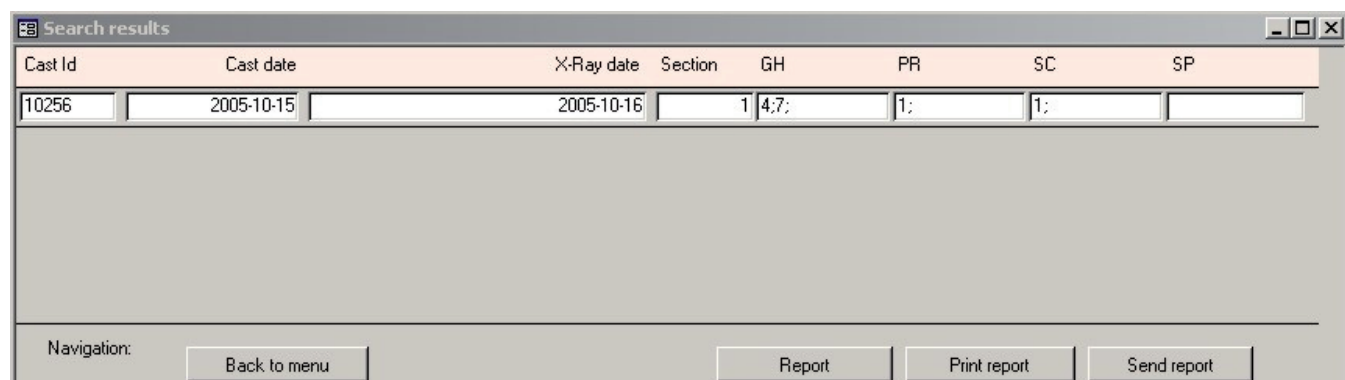 Search results
Cast Id Cast date X-Ray date Section GH PR SC SP
10256 2005-10-15 2005-10-16 1 4;7; 1; 1;
Navigation: Back to menu Report Print report Send report